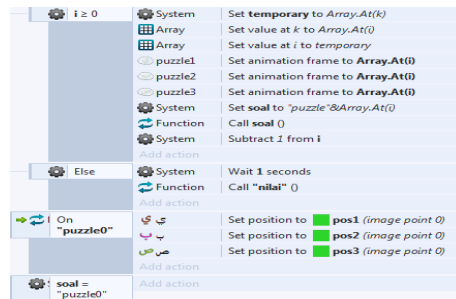 i ≥ 0 System Set temporary to Array.At(k)
Array Set value at k to Array.At(i)
Array Set value at i to temporary
puzzle1 Set animation frame to Array.At(i)
puzzle2 Set animation frame to Array.At(i)
puzzle3 Set animation frame to Array.At(i)
System Set soal to "puzzle"&Array.At(i)
Function Call soal ()
System Subtract 1 from i
Add action
Else System Wait 1 seconds
Function Call "nilai" ()
Add action
On "puzzle0" ي ي Set position to pos1 (image point 0)
ب ب Set position to pos2 (image point 0)
ص ص Set position to pos3 (image point 0)
Add action
soal = "puzzle0" Add action